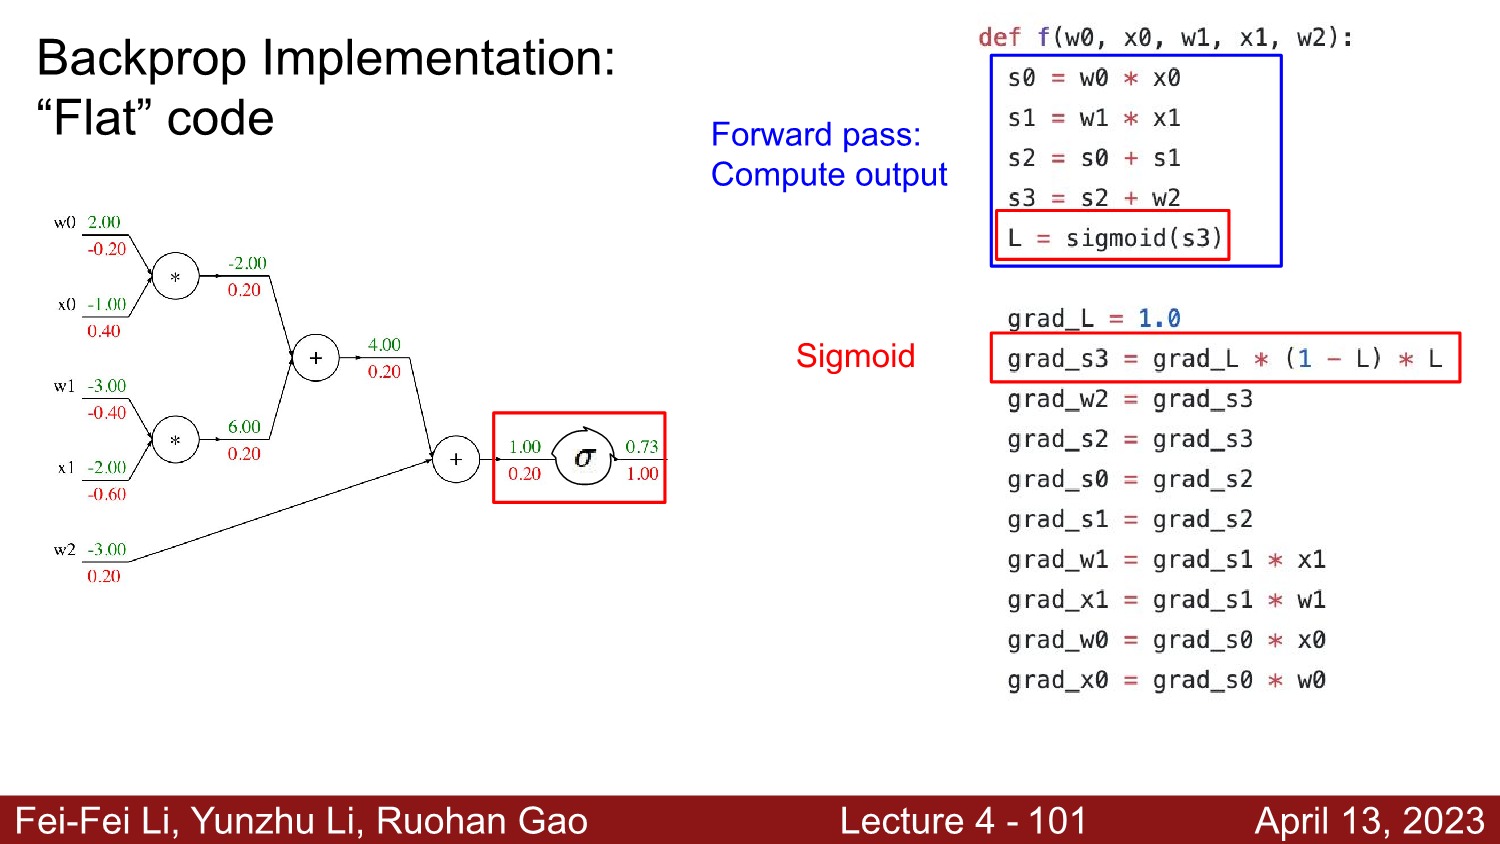 Backprop Implementation:
“Flat” code
Forward pass:
Compute output
def f(w0, x0, w1, x1, w2):
s0 = w0 * x0
s1 = w1 * x1
s2 = s0 + s1
s3 = s2 + w2
L = sigmoid(s3)
Sigmoid
grad_L = 1.0
grad_s3 = grad_L * (1 - L) * L
grad_w2 = grad_s3
grad_s2 = grad_s3
grad_s0 = grad_s2
grad_s1 = grad_s2
grad_w1 = grad_s1 * x1
grad_x1 = grad_s1 * w1
grad_w0 = grad_s0 * x0
grad_x0 = grad_s0 * w0
w0 2.00
-0.20
x0 -1.00
0.40
*
-2.00
0.20
w1 -3.00
-0.40
x1 -2.00
-0.60
*
6.00
0.20
+
4.00
0.20
w2 -3.00
0.20
+
1.00
0.20
σ
0.73
1.00
Fei-Fei Li, Yunzhu Li, Ruohan Gao
Lecture 4 - 101
April 13, 2023